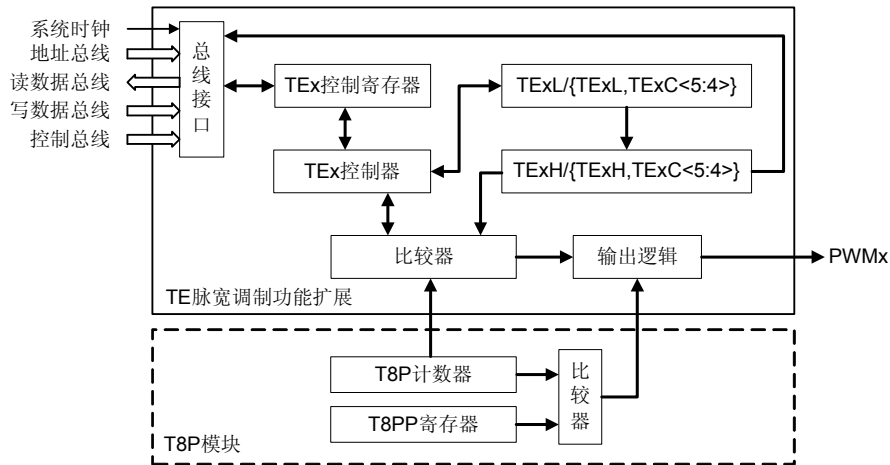 系统时钟
地址总线
读数据总线
写数据总线
控制总线
总线接口
TEx控制寄存器
TExL/{TExL,TExC<5:4>}
TEx控制器
TExH/{TExH,TExC<5:4>}
比较器
输出逻辑
PWMx
TE脉宽调制功能扩展
T8P计数器
比较器
T8PP寄存器
T8P模块